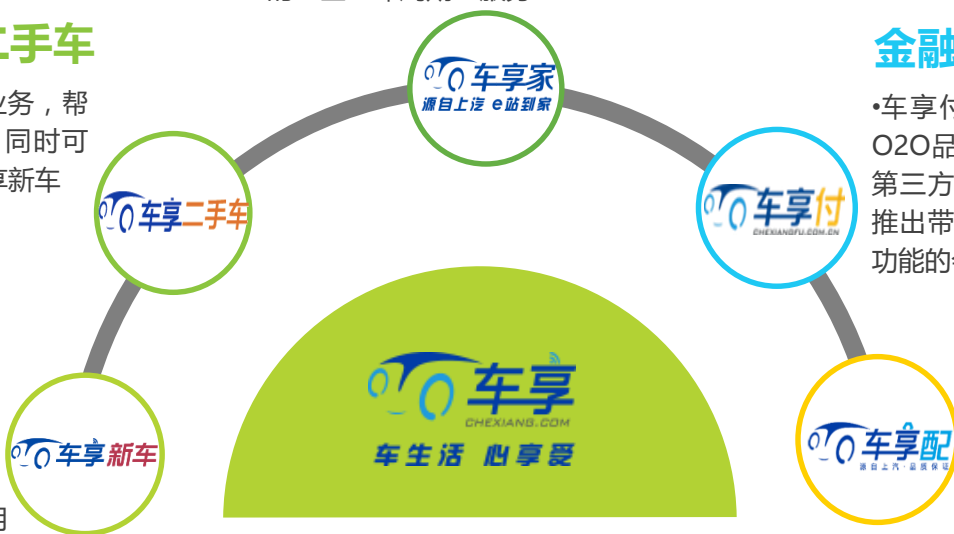 二手车
业务，帮
同时可
享新车
车享家
源自上汽 e站到家
金融
•车享付
O2O品
第三方
推出带
功能的
车享二手车
车享付
CHEXIANGFU.COM.CN
车享
CHEXIANG.COM
车生活 心享爱
车享新车
车享配
源自上汽·品质保证